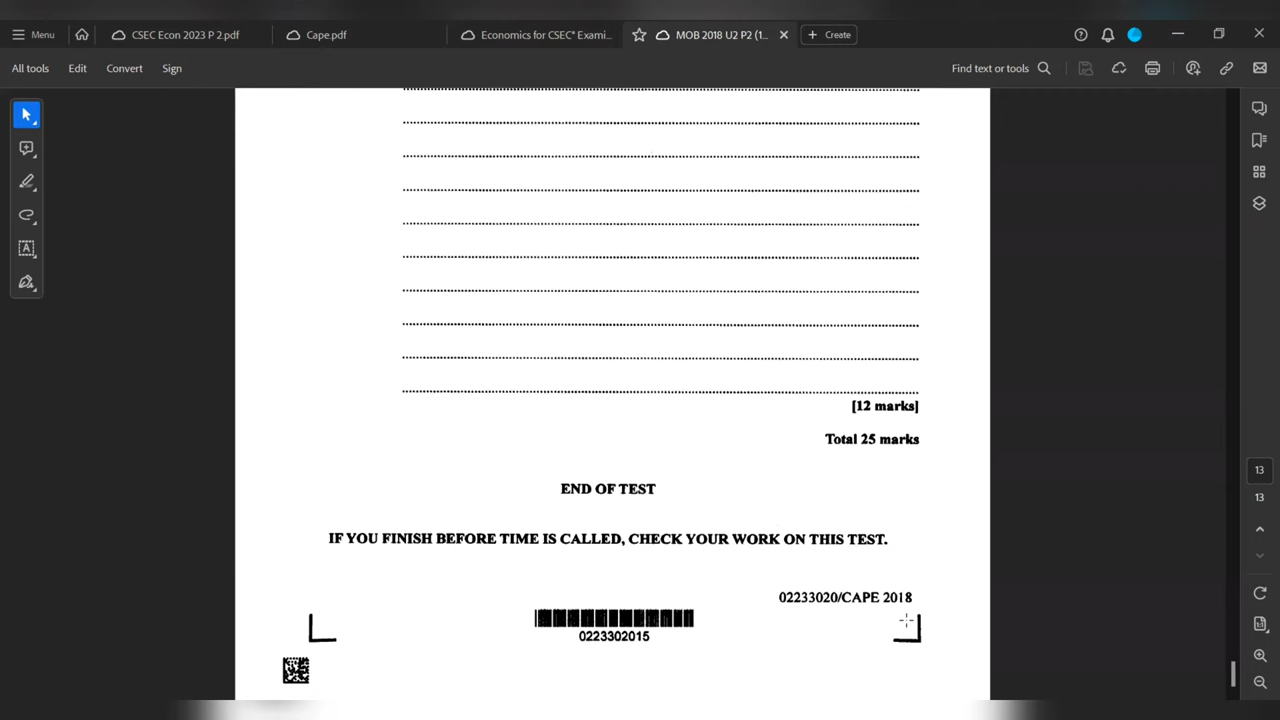 Menu
CSEC Econ 2023 P 2.pdf
Cape.pdf
Economics for CSEC® Exami...
MOB 2018 U2 P2 (1...
Create
All tools
Edit
Convert
Sign
Find text or tools
[12 marks]
Total 25 marks
END OF TEST
IF YOU FINISH BEFORE TIME IS CALLED, CHECK YOUR WORK ON THIS TEST.
02233020/CAPE 2018
0223302015
13
13